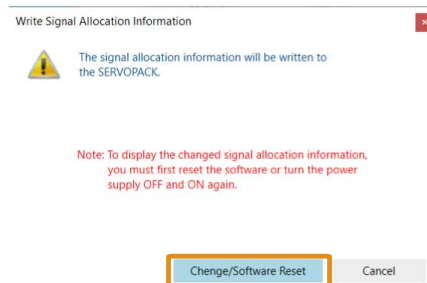 Write Signal Allocation Information
The signal allocation information will be written to
the SERVOPACK.
Note: To display the changed signal allocation information,
you must first reset the software or turn the power
supply OFF and ON again.
Chenge/Software Reset
Cancel